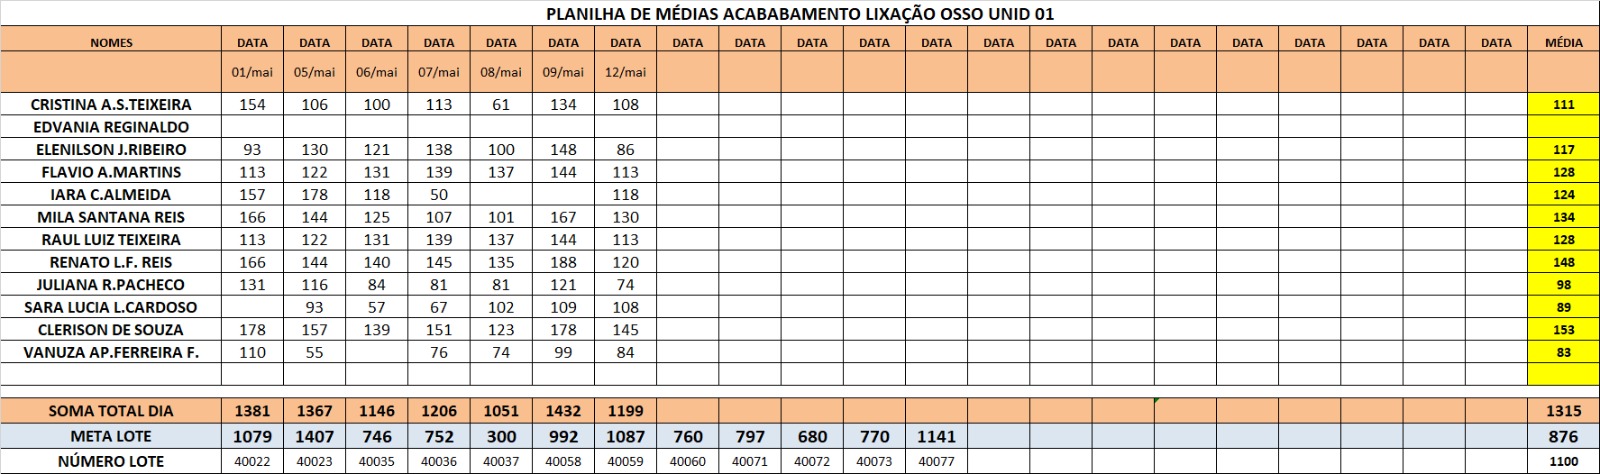 PLANILHA DE MÉDIAS ACABABAMENTO LIXAÇÃO OSSO UNID 01
NOMES DATA DATA DATA DATA DATA DATA DATA DATA DATA DATA DATA DATA DATA DATA DATA DATA DATA DATA DATA DATA DATA MÉDIA
01/mai 05/mai 06/mai 07/mai 08/mai 09/mai 12/mai
CRISTINA A.S.TEIXEIRA 154 106 100 113 61 134 108 111
EDVANIA REGINALDO
ELENILSON J.RIBEIRO 93 130 121 138 100 148 86 117
FLAVIO A.MARTINS 113 122 131 139 137 144 113 128
IARA C.ALMEIDA 157 178 118 50 118 124
MILA SANTANA REIS 166 144 125 107 101 167 130 134
RAUL LUIZ TEIXEIRA 113 122 131 139 137 144 113 128
RENATO L.F. REIS 166 144 140 145 135 188 120 148
JULIANA R.PACHECO 131 116 84 81 81 121 74 98
SARA LUCIA L.CARDOSO 93 57 67 102 109 108 89
CLERISON DE SOUZA 178 157 139 151 123 178 145 153
VANUZA AP.FERREIRA F. 110 55 76 74 99 84 83
SOMA TOTAL DIA 1381 1367 1146 1206 1051 1432 1199 1315
META LOTE 1079 1407 746 752 300 992 1087 760 797 680 770 1141 876
NÚMERO LOTE 40022 40023 40035 40036 40037 40058 40059 40060 40071 40072 40073 40077 1100